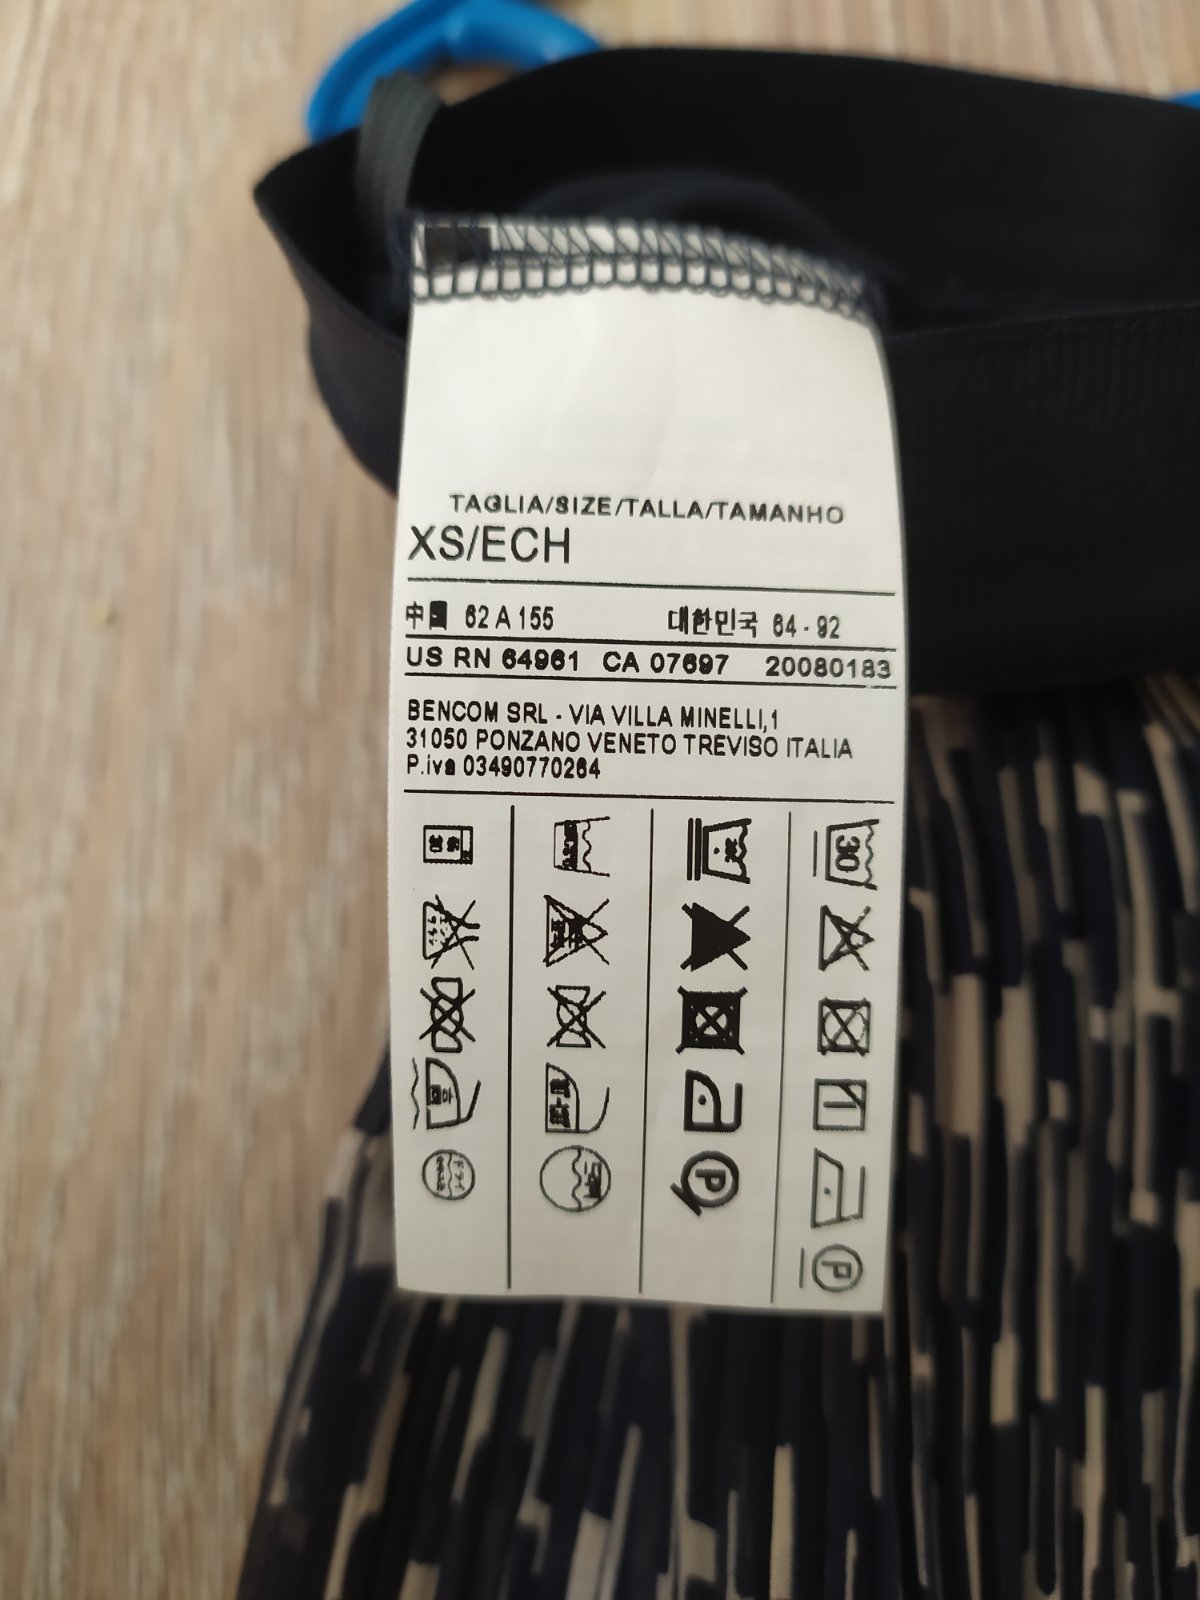 TAGLIA/SIZE/TALLA/TAMANHO
XS/ECH
中国 62 A 155 대한민국 64 - 92
US RN 64961 CA 07697 20080183
BENCOM SRL - VIA VILLA MINELLI,1
31050 PONZANO VENETO TREVISO ITALIA
P.iva 03490770264
30
P
P